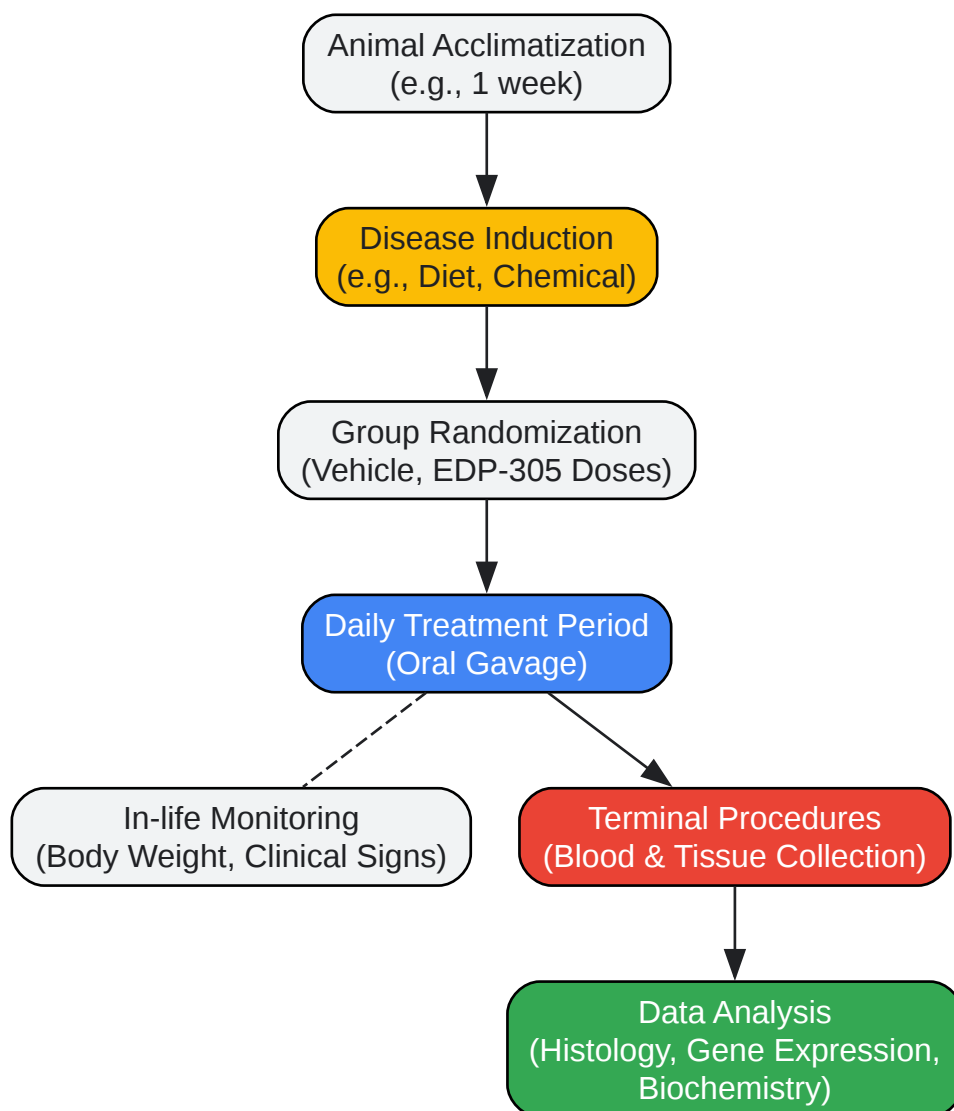 Animal Acclimatization
(e.g., 1 week)
Disease Induction
(e.g., Diet, Chemical)
Group Randomization
(Vehicle, EDP-305 Doses)
Daily Treatment Period
(Oral Gavage)
In-life Monitoring
(Body Weight, Clinical Signs)
Terminal Procedures
(Blood & Tissue Collection)
Data Analysis
(Histology, Gene Expression,
Biochemistry)